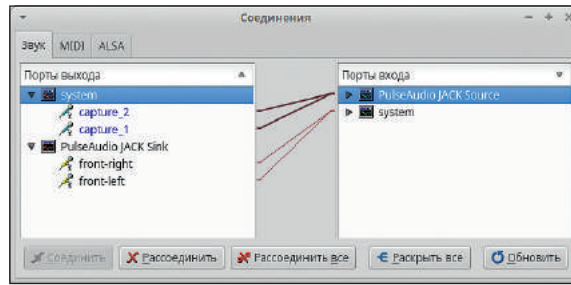 Соединения
Звук MIDI ALSA
Порты выхода
system
capture_2
capture_1
PulseAudio JACK Sink
front-right
front-left
Порты входа
PulseAudio JACK Source
system
Соединить Рассоединить Рассоединить все Раскрыть все Обновить